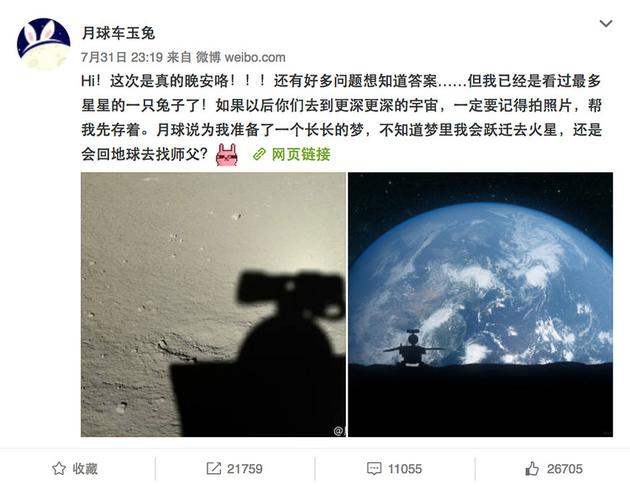 月球车玉兔
7月31日 23:19 来自 微博 weibo.com
Hi！这次是真的晚安咯！！！还有好多问题想知道答案……但我已经是看过最多
星星的一只兔子了！如果以后你们去到更深更深的宇宙，一定要记得拍照片，帮
我先存着。月球说为我准备了一个长长的梦，不知道梦里我会跃迁去火星，还是
会回地球去找师父？ 网页链接
收藏 21759 11055 26705